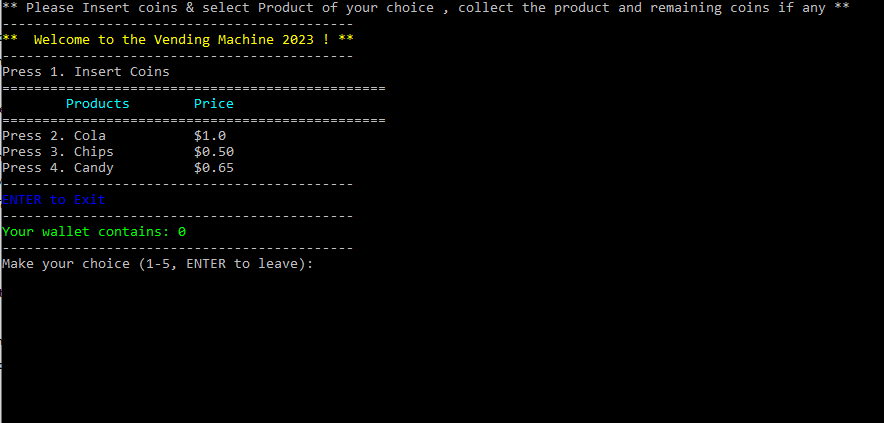 ** Please Insert coins & select Product of your choice , collect the product and remaining coins if any **
--------------------------------------------
**  Welcome to the Vending Machine 2023 ! **
--------------------------------------------
Press 1. Insert Coins
================================================
        Products        Price
================================================
Press 2. Cola           $1.0
Press 3. Chips          $0.50
Press 4. Candy          $0.65
--------------------------------------------
ENTER to Exit
--------------------------------------------
Your wallet contains: 0
--------------------------------------------
Make your choice (1-5, ENTER to leave):